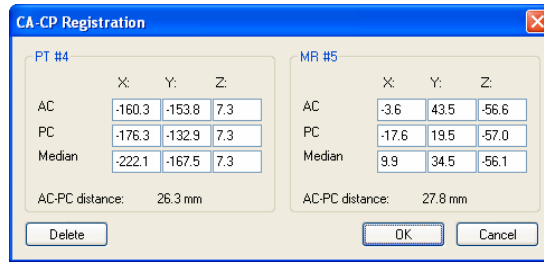 CA-CP Registration
PT #4
X: Y: Z:
AC -160.3 -153.8 7.3
PC -176.3 -132.9 7.3
Median -222.1 -167.5 7.3
AC-PC distance: 26.3 mm
MR #5
X: Y: Z:
AC -3.6 43.5 -56.6
PC -17.6 19.5 -57.0
Median 9.9 34.5 -56.1
AC-PC distance: 27.8 mm
Delete OK Cancel